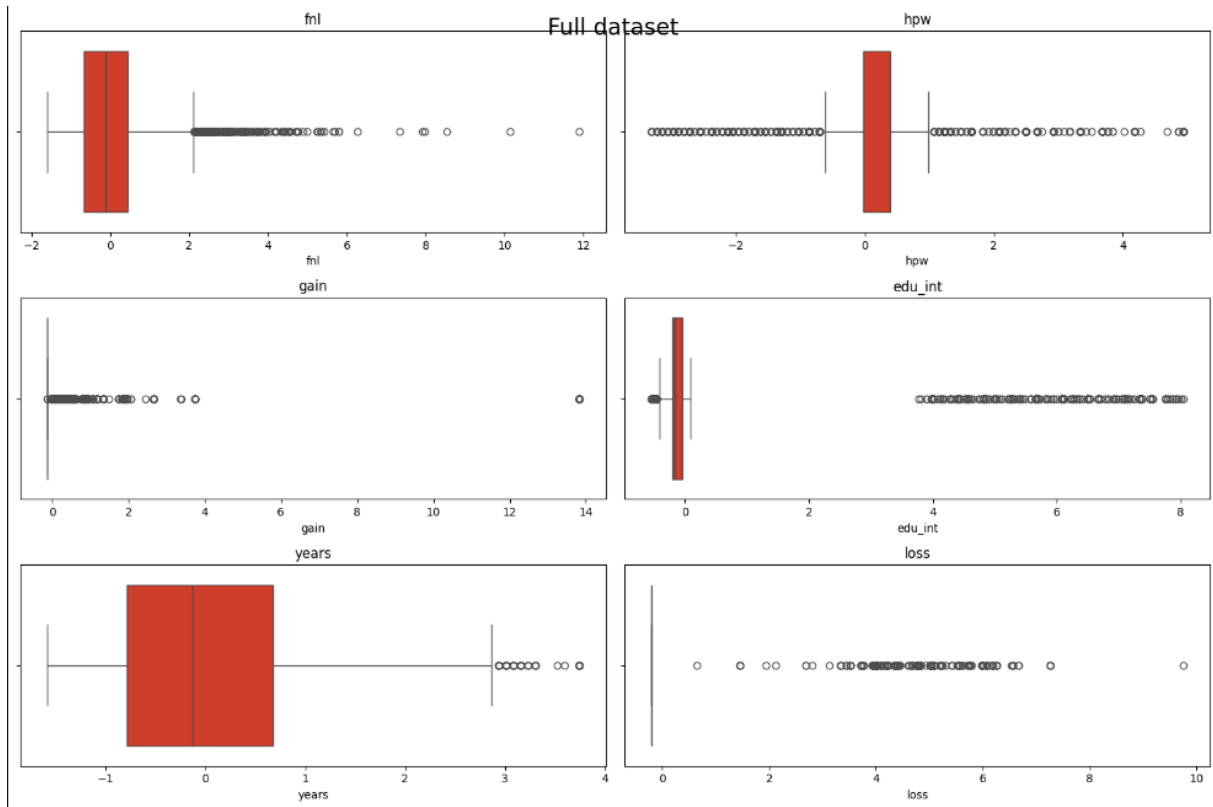 Full dataset
fnl
−2 0 2 4 6 8 10 12
fnl
hpw
−2 0 2 4
hpw
gain
0 2 4 6 8 10 12 14
gain
edu_int
0 2 4 6 8
edu_int
years
−1 0 1 2 3 4
years
loss
0 2 4 6 8 10
loss